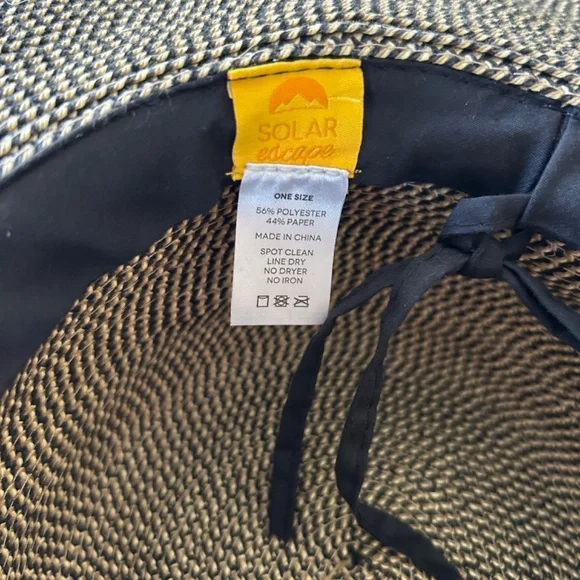 SOLAR
escape
ONE SIZE
56% POLYESTER
44% PAPER
MADE IN CHINA
SPOT CLEAN
LINE DRY
NO DRYER
NO IRON